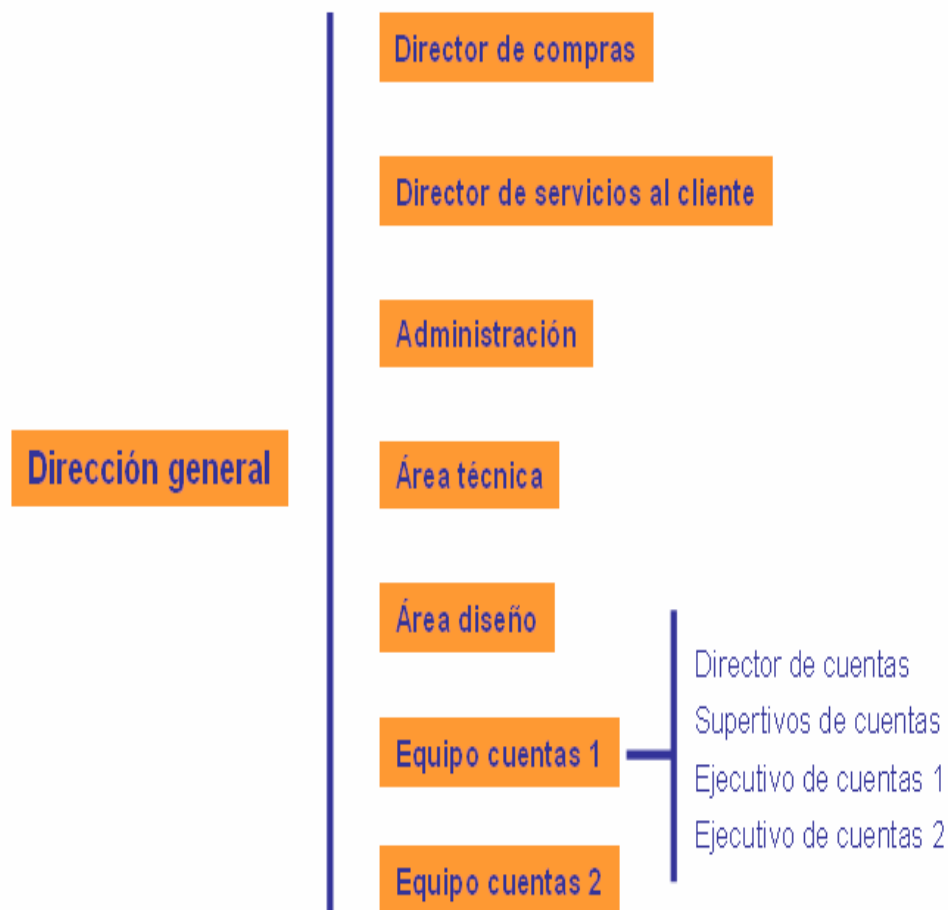 Director de compras
Director de servicios al cliente
Administración
Área técnica
Dirección general
Área diseño
Director de cuentas
Supertivos de cuentas
Equipo cuentas 1
Ejecutivo de cuentas 1
Ejecutivo de cuentas 2
Equipo cuentas 2